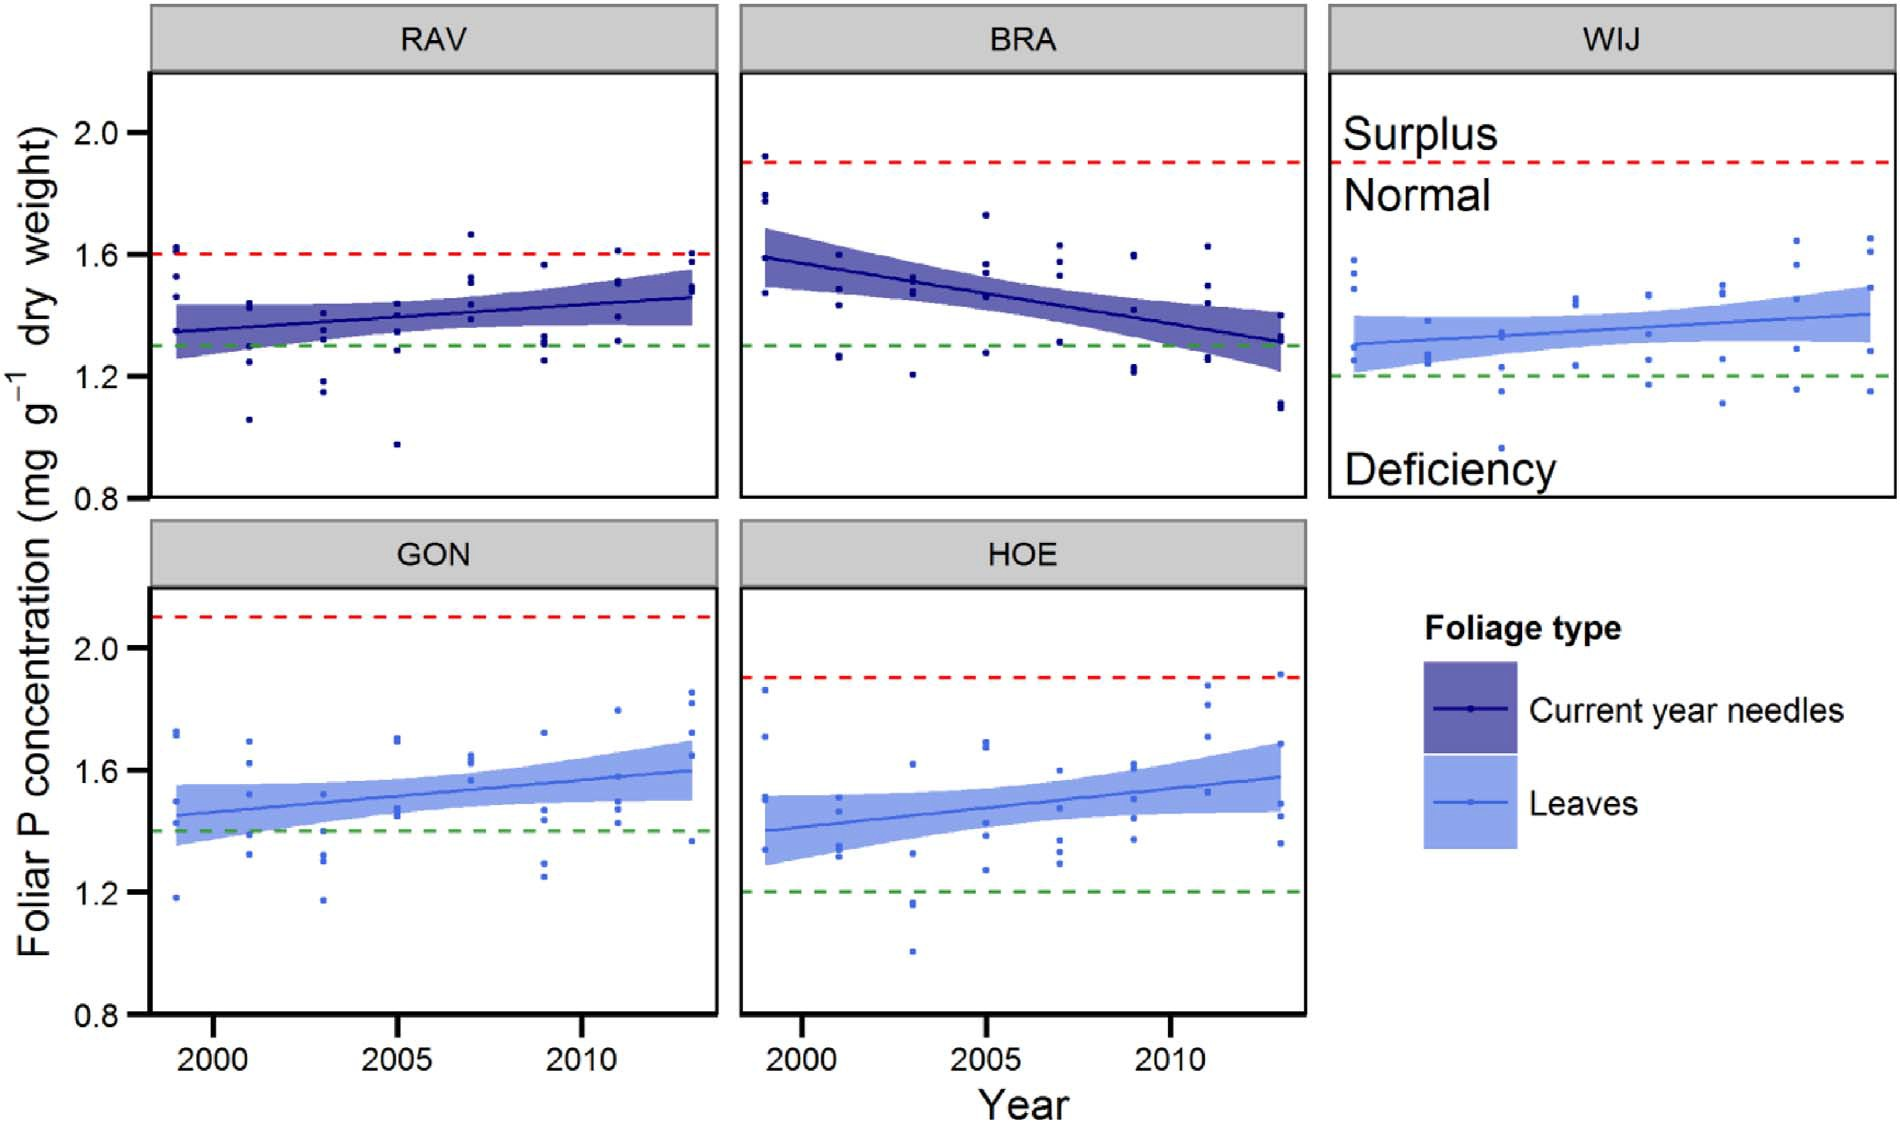 RAV
BRA
WIJ
2.0
1.6
1.2
0.8
Surplus
Normal
Deficiency
GON
HOE
2.0
1.6
1.2
0.8
Foliar P concentration (mg g⁻¹ dry weight)
2000
2005
2010
2000
2005
2010
Year
Foliage type
Current year needles
Leaves